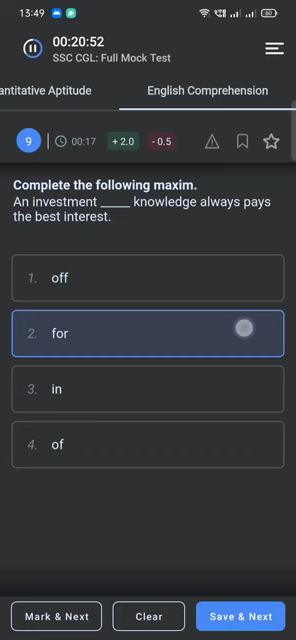 13:49
60
00:20:52
SSC CGL: Full Mock Test
antitative Aptitude
English Comprehension
9
00:17
+ 2.0
- 0.5
Complete the following maxim.
An investment _____ knowledge always pays
the best interest.
1. off
2. for
3. in
4. of
Mark & Next
Clear
Save & Next